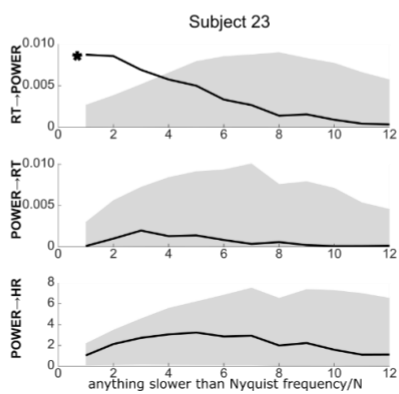 Subject 23
RT→POWER
0.010
0.005
0
*
0 2 4 6 8 10 12
POWER→RT
0.010
0.005
0
0 2 4 6 8 10 12
POWER→HR
8
6
4
2
0
0 2 4 6 8 10 12
anything slower than Nyquist frequency/N